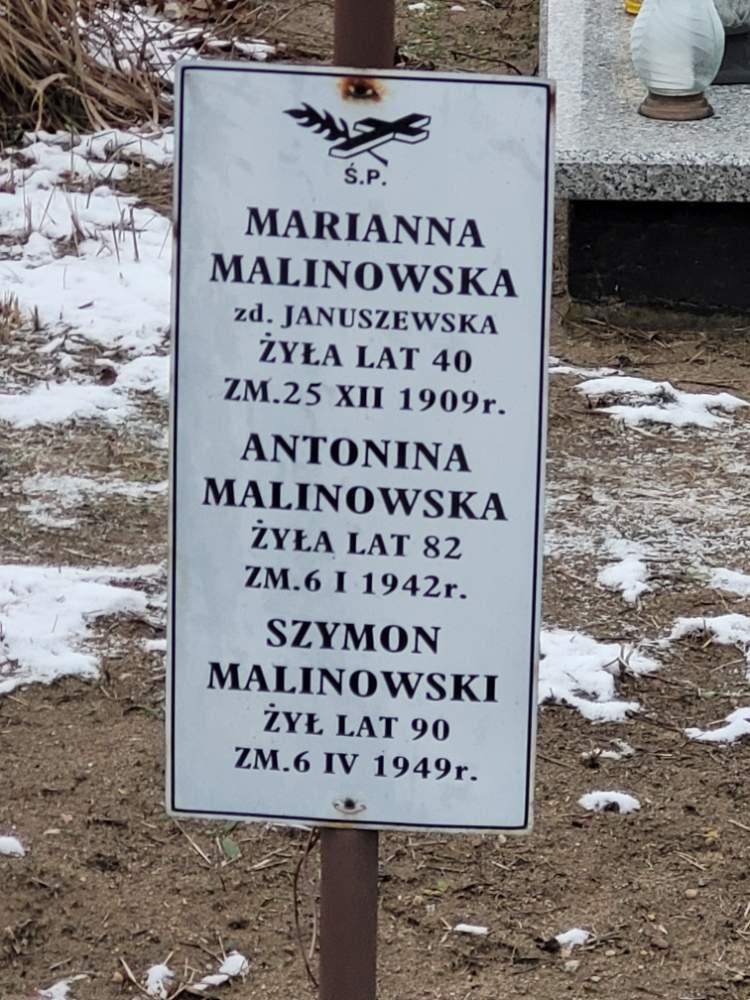 Ś.P.
MARIANNA
MALINOWSKA
zd. JANUSZEWSKA
ŻYŁA LAT 40
ZM.25 XII 1909r.
ANTONINA
MALINOWSKA
ŻYŁA LAT 82
ZM.6 I 1942r.
SZYMON
MALINOWSKI
ŻYŁ LAT 90
ZM.6 IV 1949r.